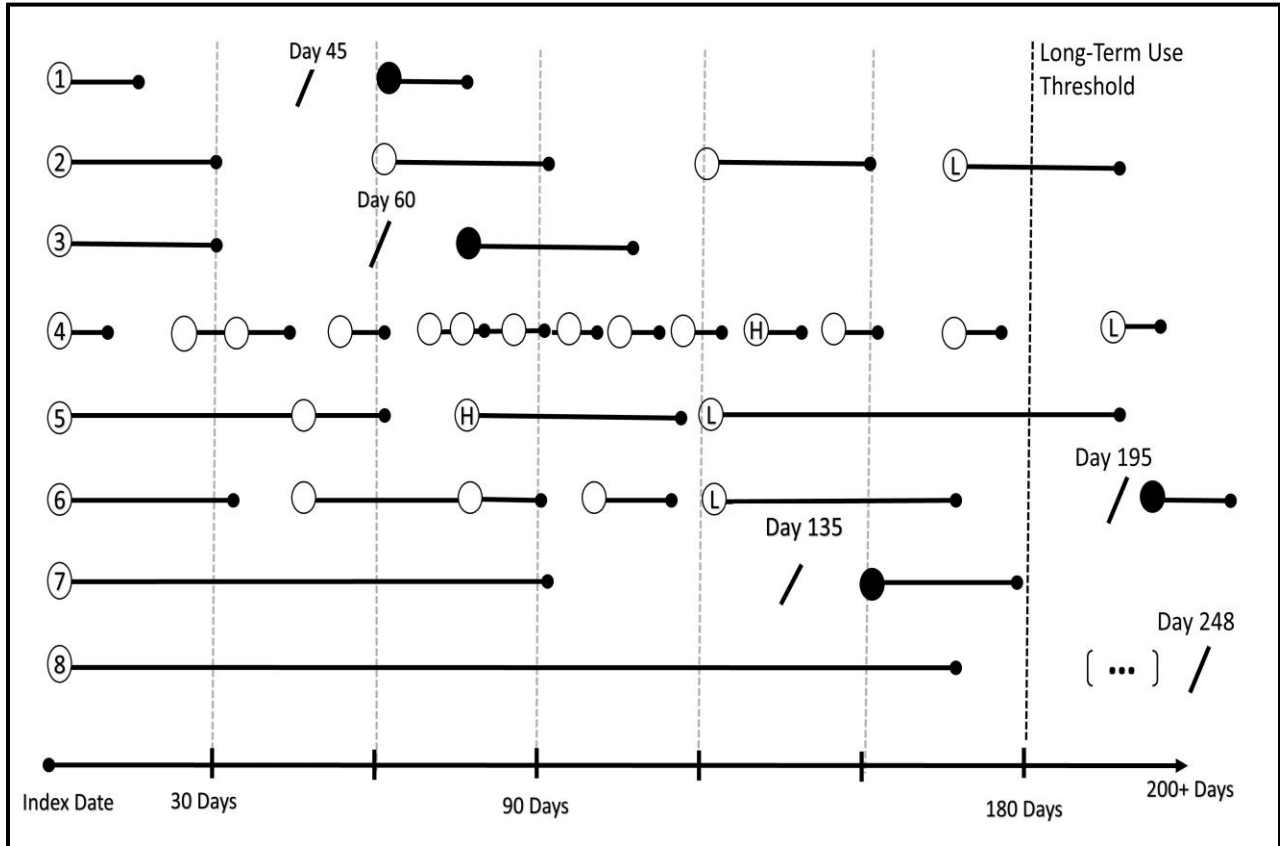 Day 45
Long-Term Use
Threshold
1
2
L
Day 60
3
4
H
L
5
H
L
Day 195
6
L
Day 135
7
Day 248
8
( ... )
Index Date
30 Days
90 Days
180 Days
200+ Days